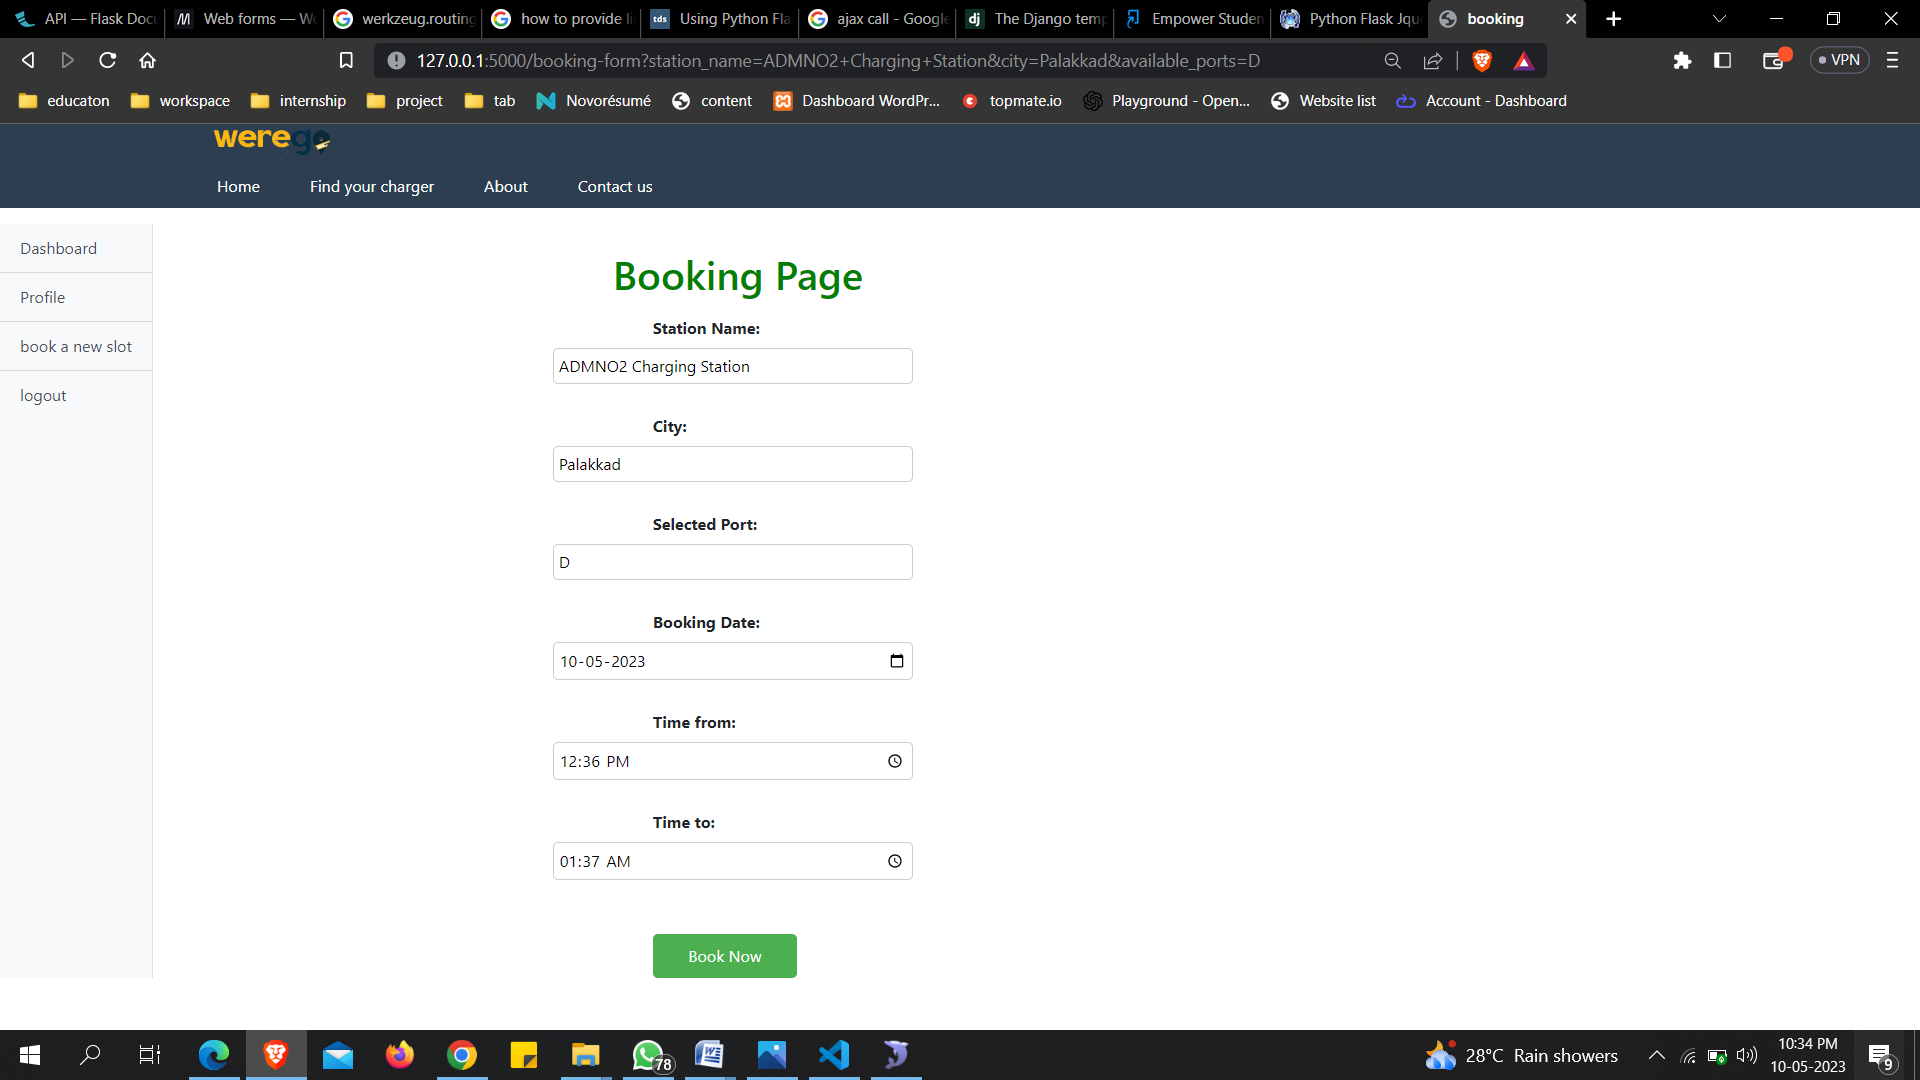 API — Flask Docu
Web forms — Wo
werkzeug.routing
how to provide li
Using Python Fla
ajax call - Google
The Django temp
Empower Studen
Python Flask Jqu
booking
127.0.0.1:5000/booking-form?station_name=ADMNO2+Charging+Station&city=Palakkad&available_ports=D
VPN
educaton
workspace
internship
project
tab
Novorésumé
content
Dashboard WordPr...
topmate.io
Playground - Open...
Website list
Account - Dashboard
werego
Home
Find your charger
About
Contact us
Dashboard
Profile
book a new slot
logout
Booking Page
Station Name:
ADMNO2 Charging Station
City:
Palakkad
Selected Port:
D
Booking Date:
10-05-2023
Time from:
12:36 PM
Time to:
01:37 AM
Book Now
78
28°C Rain showers
10:34 PM
10-05-2023
9